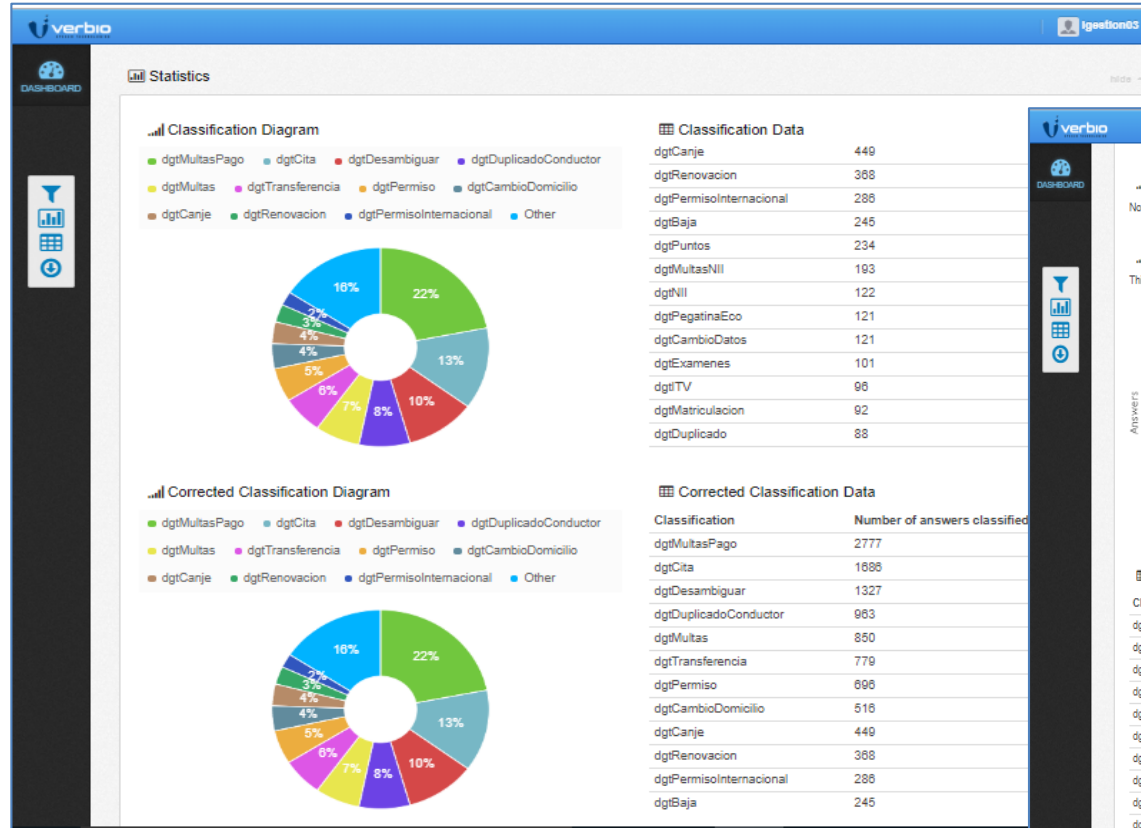 verbio
igestion03
DASHBOARD
Statistics
hide
Classification Diagram
dgtMultasPago dgtCita dgtDesambiguar dgtDuplicadoConductor
dgtMultas dgtTransferencia dgtPermiso dgtCambioDomicilio
dgtCanje dgtRenovacion dgtPermisoInternacional Other
16%
22%
2%
3%
4%
4%
13%
5%
6%
7%
8%
10%
Classification Data
dgtCanje 449
dgtRenovacion 368
dgtPermisoInternacional 286
dgtBaja 245
dgtPuntos 234
dgtMultasNII 193
dgtNII 122
dgtPegatinaEco 121
dgtCambioDatos 121
dgtExamenes 101
dgtITV 96
dgtMatriculacion 92
dgtDuplicado 88
Corrected Classification Diagram
dgtMultasPago dgtCita dgtDesambiguar dgtDuplicadoConductor
dgtMultas dgtTransferencia dgtPermiso dgtCambioDomicilio
dgtCanje dgtRenovacion dgtPermisoInternacional Other
16%
22%
2%
3%
4%
4%
13%
5%
6%
7%
8%
10%
Corrected Classification Data
Classification Number of answers classified
dgtMultasPago 2777
dgtCita 1686
dgtDesambiguar 1327
dgtDuplicadoConductor 963
dgtMultas 850
dgtTransferencia 779
dgtPermiso 696
dgtCambioDomicilio 516
dgtCanje 449
dgtRenovacion 368
dgtPermisoInternacional 286
dgtBaja 245
verbio
DASHBOARD
Answers